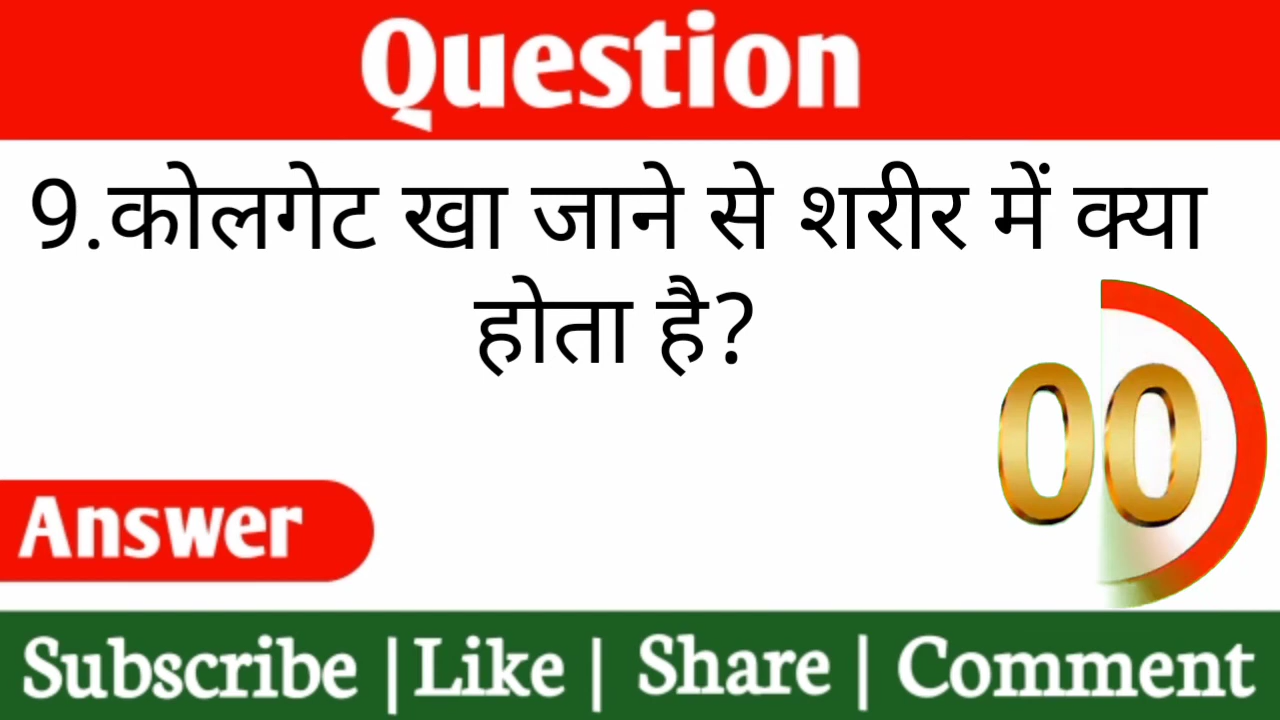 Question
9.कोलगेट खा जाने से शरीर में क्या
होता है?
00
Answer
Subscribe | Like | Share | Comment